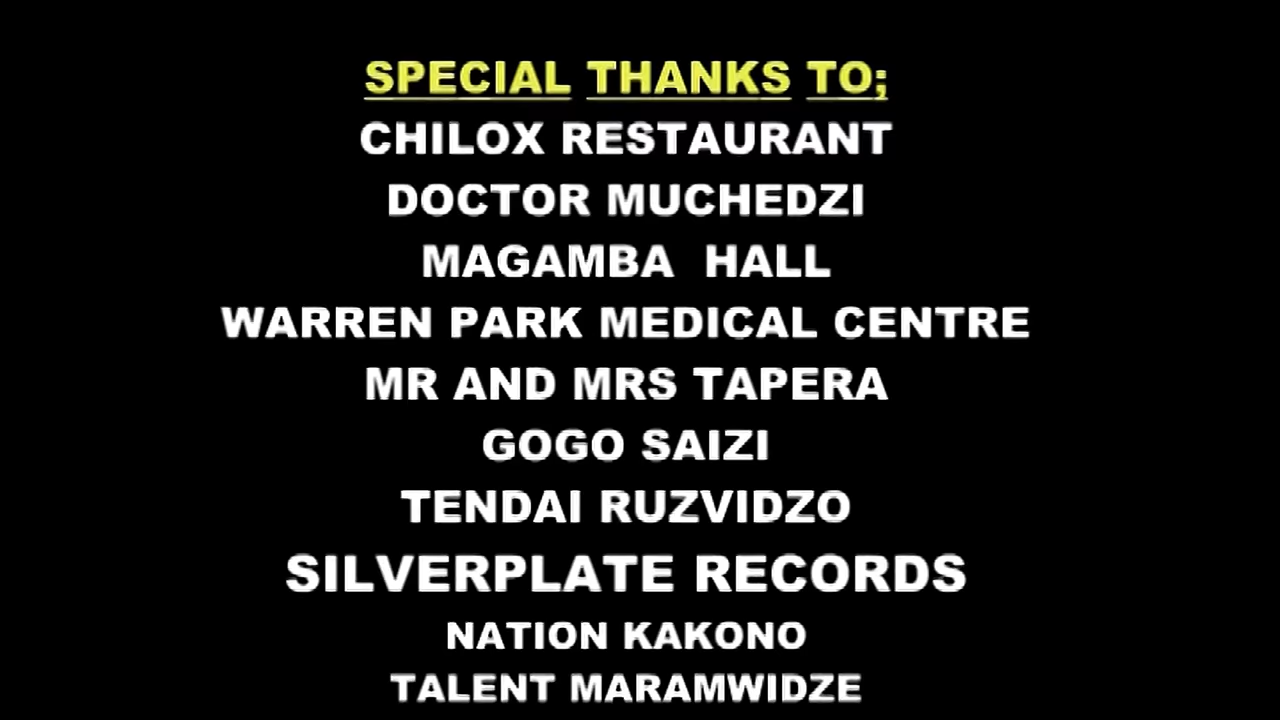 SPECIAL THANKS TO;
CHILOX RESTAURANT
DOCTOR MUCHEDZI
MAGAMBA HALL
WARREN PARK MEDICAL CENTRE
MR AND MRS TAPERA
GOGO SAIZI
TENDAI RUZVIDZO
SILVERPLATE RECORDS
NATION KAKONO
TALENT MARAMWIDZE